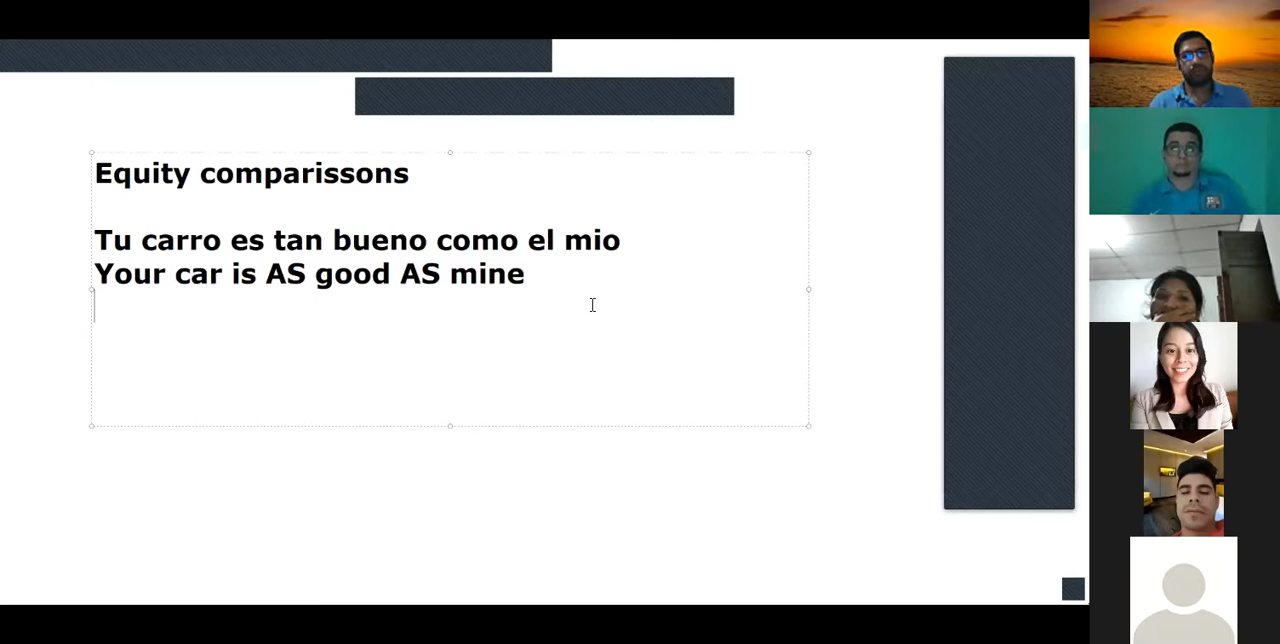 Equity comparissons
Tu carro es tan bueno como el mio
Your car is AS good AS mine